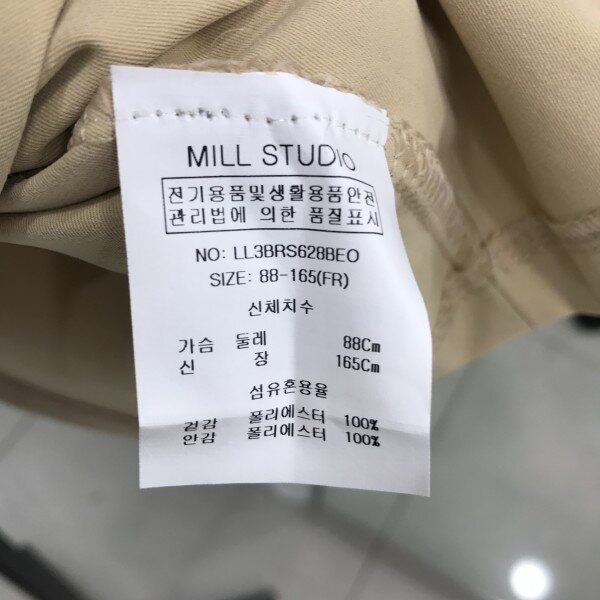 MILL STUDIO
전기용품및생활용품안전
관리법에 의한 품질표시
NO: LL3BRS628BEO
SIZE: 88-165(FR)
신체치수
가슴 둘레 88Cm
신 장 165Cm
섬유혼용율
겉감 폴리에스터 100%
안감 폴리에스터 100%